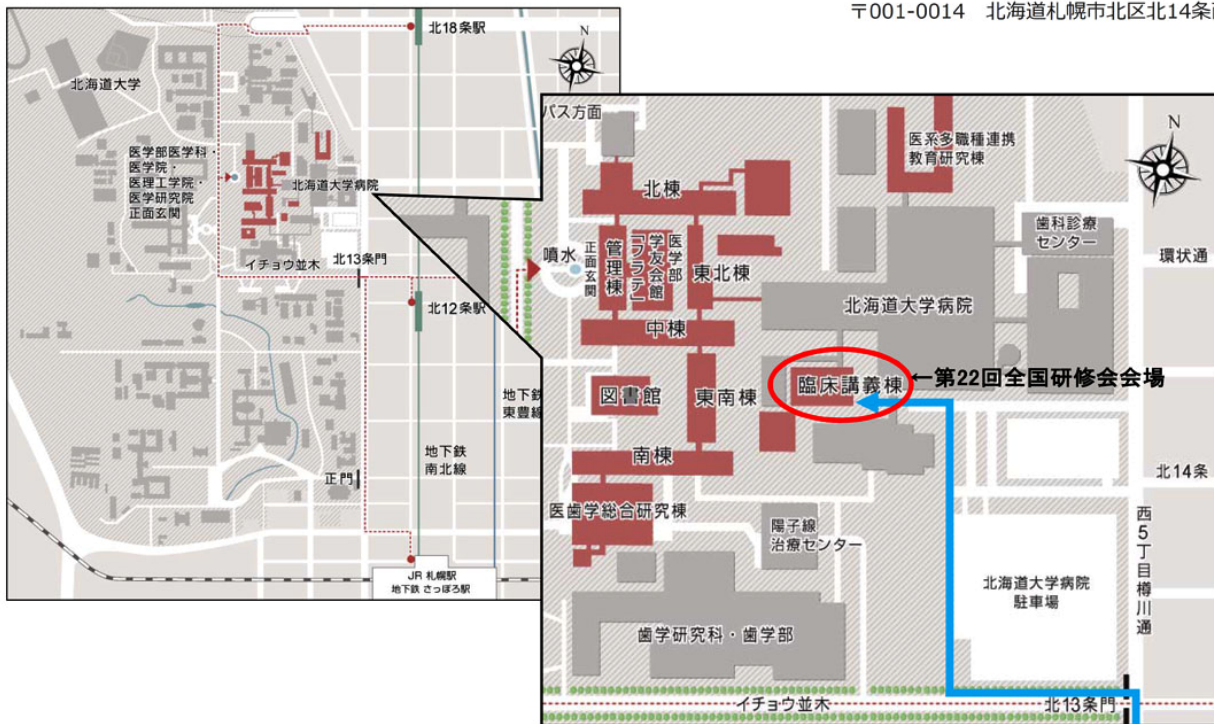 〒001-0014 北海道札幌市北区北14条
北18条駅
N
北海道大学
医学部医学科・
医学院・
医理工学院・
医学研究院
正面玄関
北海道大学病院
イチョウ並木
北13条門
北12条駅
地下鉄
東豊線
地下鉄
南北線
正門
JR 札幌駅
地下鉄 さっぽろ駅
バス方面
医系多職種連携
教育研究棟
N
北棟
歯科診療
センター
噴水
正面玄関
管理棟
医学部
学友会館
「フラテ」
東北棟
環状通
北海道大学病院
中棟
臨床講義棟
←第22回全国研修会会場
図書館
東南棟
南棟
北14条
医歯学総合研究棟
陽子線
治療センター
西5丁目樽川通
北海道大学病院
駐車場
歯学研究科・歯学部
イチョウ並木
北13条門